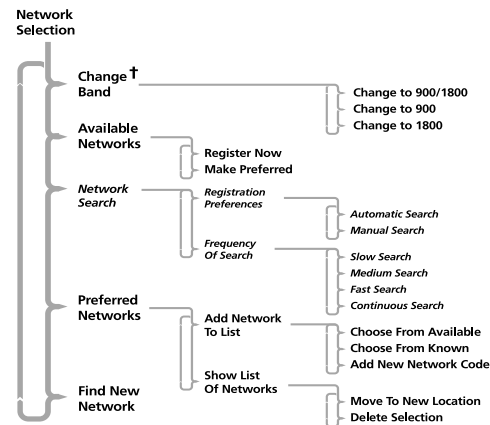 Network
Selection
Change †
Band
Change to 900/1800
Change to 900
Change to 1800
Available
Networks
Register Now
Make Preferred
Network
Search
Registration
Preferences
Automatic Search
Manual Search
Frequency
Of Search
Slow Search
Medium Search
Fast Search
Continuous Search
Preferred
Networks
Add Network
To List
Choose From Available
Choose From Known
Add New Network Code
Show List
Of Networks
Move To New Location
Delete Selection
Find New
Network